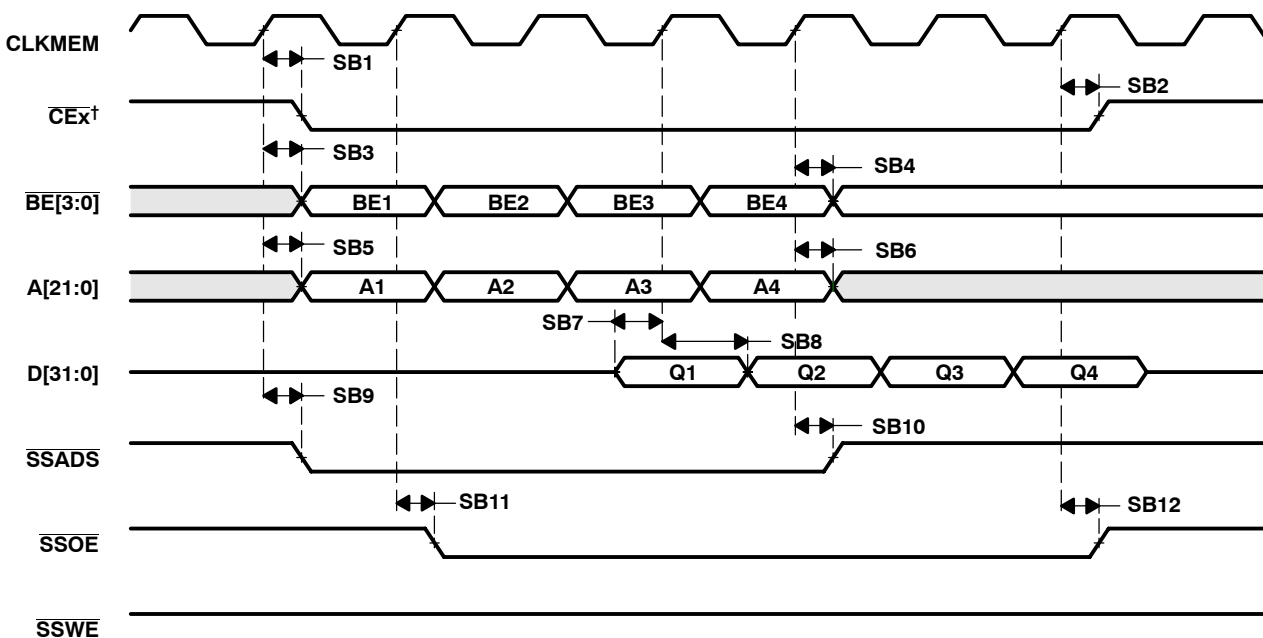 CLKMEM
SB1
SB2
CEx†
SB3
SB4
BE[3:0]
BE1 BE2 BE3 BE4
SB5
SB6
A[21:0]
A1 A2 A3 A4
SB7
SB8
D[31:0]
Q1 Q2 Q3 Q4
SB9
SB10
SSADS
SB11
SB12
SSOE
SSWE